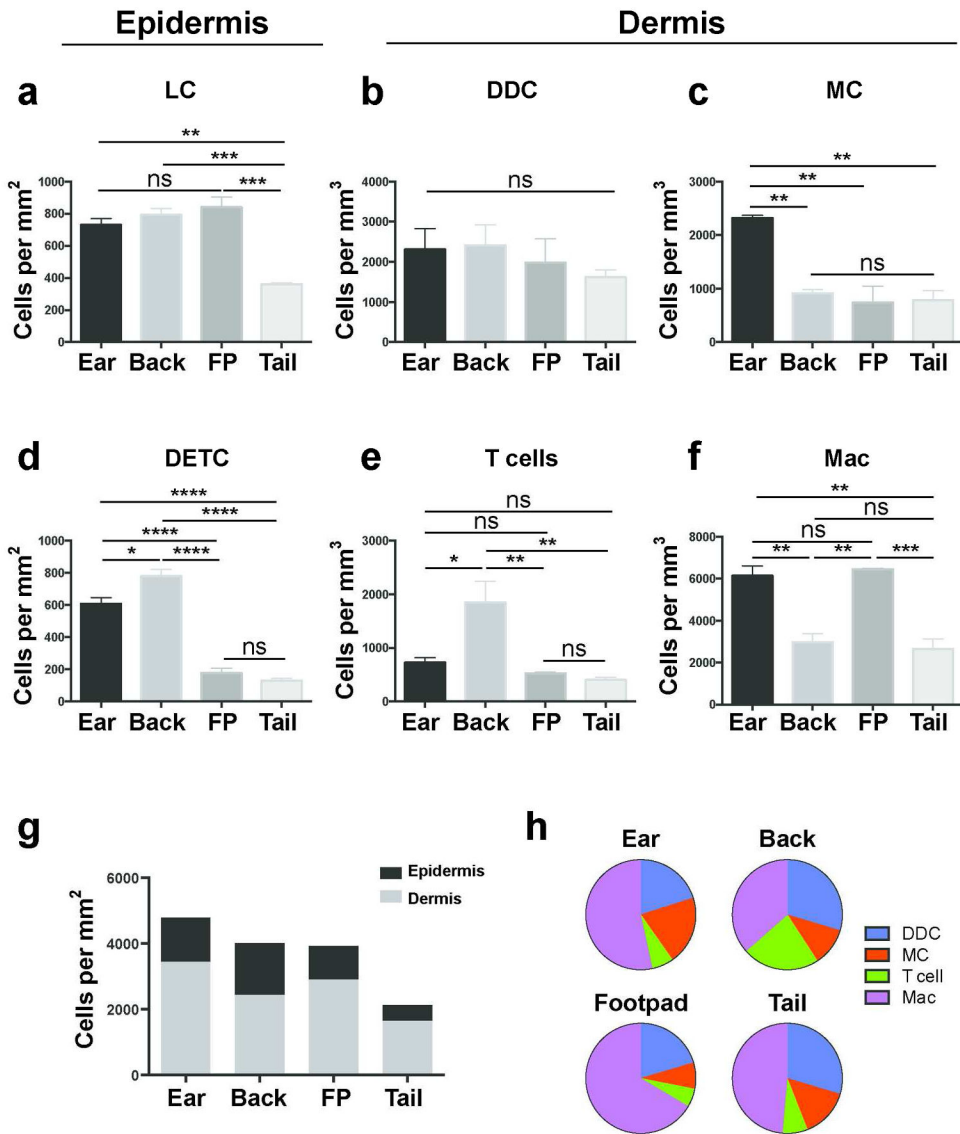 Epidermis
Dermis
a
LC
**
***
ns
***
Cells per mm²
1000
800
600
400
200
0
Ear Back FP Tail
b
DDC
ns
Cells per mm³
4000
3000
2000
1000
0
Ear Back FP Tail
c
MC
**
**
**
ns
Cells per mm³
3000
2000
1000
0
Ear Back FP Tail
d
DETC
****
****
****
* ****
ns
Cells per mm²
1000
800
600
400
200
0
Ear Back FP Tail
e
T cells
ns
ns
**
* **
ns
Cells per mm³
3000
2000
1000
0
Ear Back FP Tail
f
Mac
**
ns
ns
** ** ***
Cells per mm³
8000
6000
4000
2000
0
Ear Back FP Tail
g
Cells per mm²
6000
4000
2000
0
Epidermis
Dermis
Ear Back FP Tail
h
Ear Back
Footpad Tail
DDC
MC
T cell
Mac